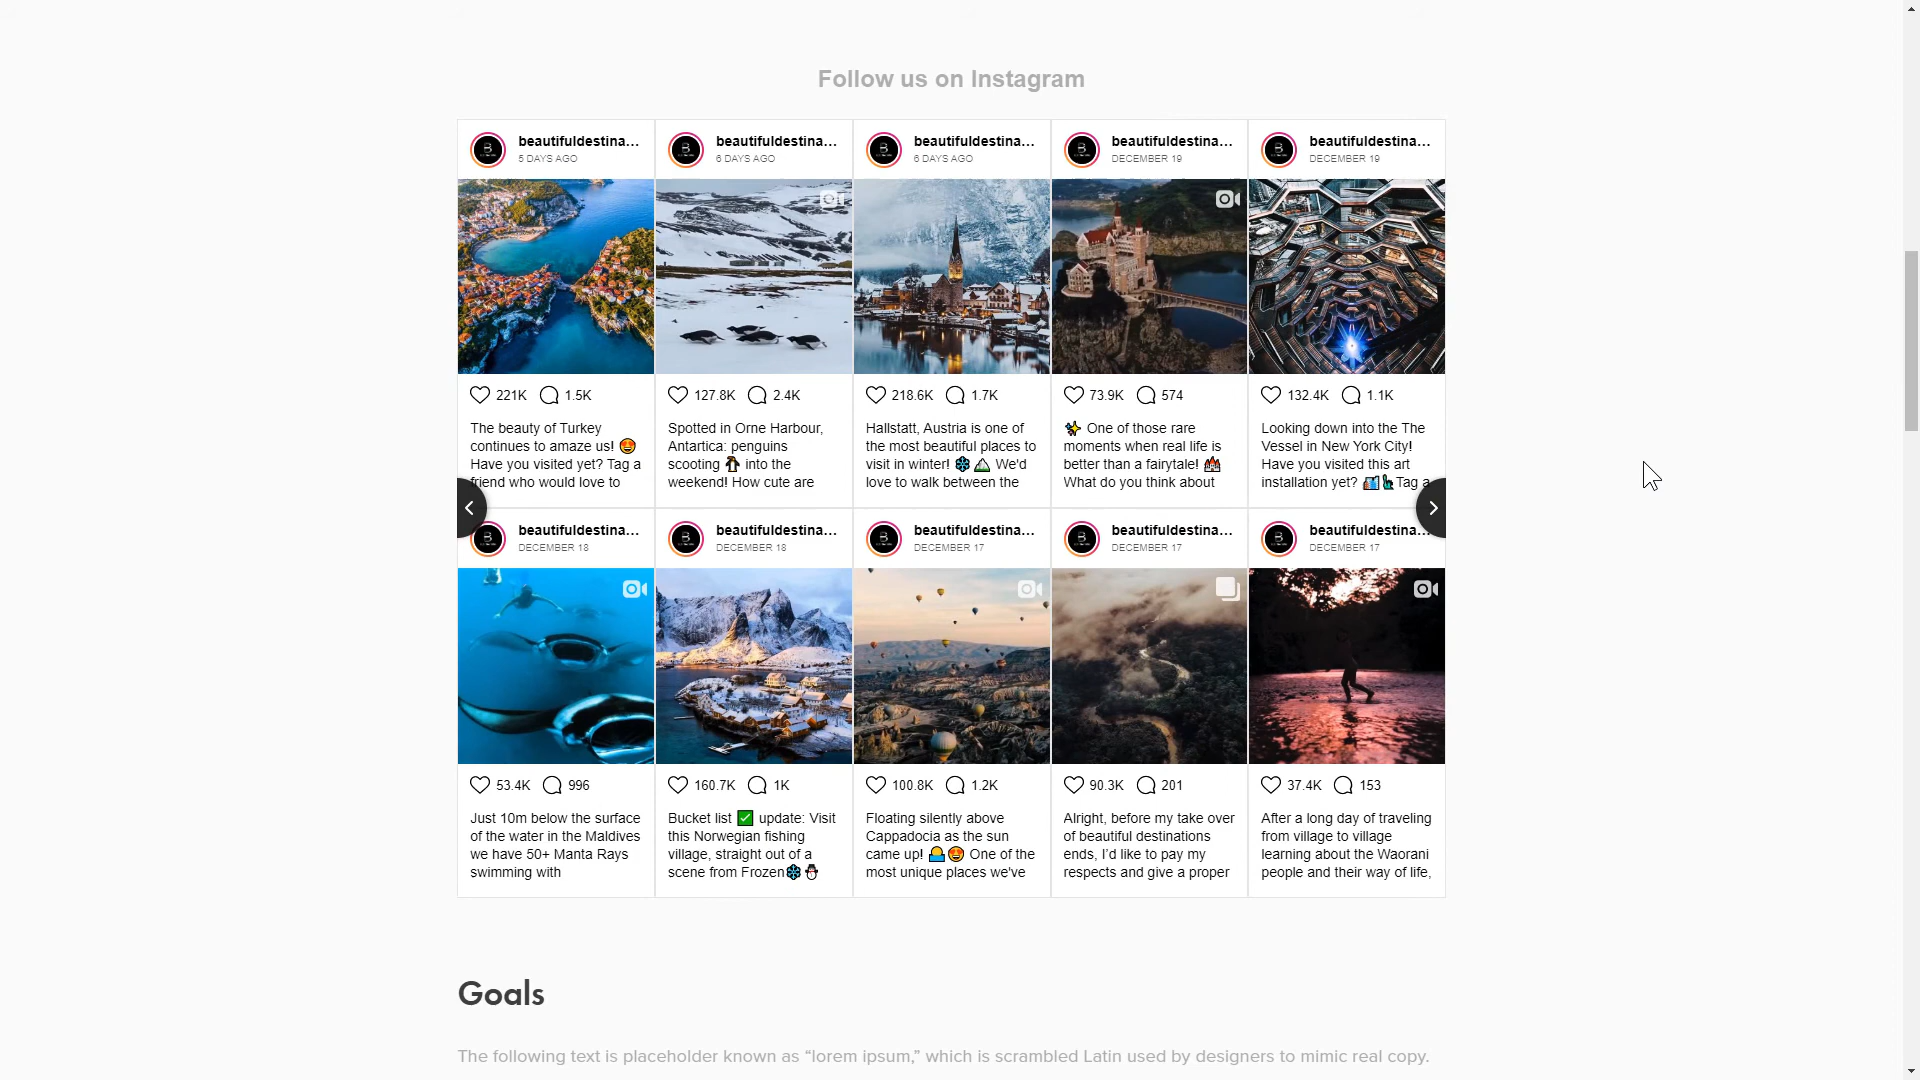 Follow us on Instagram
beautifuldestina...
5 DAYS AGO
221K 1.5K
The beauty of Turkey
continues to amaze us! 🤩
Have you visited yet? Tag a
friend who would love to
beautifuldestina...
6 DAYS AGO
127.8K 2.4K
Spotted in Orne Harbour,
Antartica: penguins
scooting 🐧 into the
weekend! How cute are
beautifuldestina...
6 DAYS AGO
218.6K 1.7K
Hallstatt, Austria is one of
the most beautiful places to
visit in winter! ❄️🏔️ We'd
love to walk between the
beautifuldestina...
DECEMBER 19
73.9K 574
✨ One of those rare
moments when real life is
better than a fairytale! 🏰
What do you think about
beautifuldestina...
DECEMBER 19
132.4K 1.1K
Looking down into the The
Vessel in New York City!
Have you visited this art
installation yet? 🏙️🗽Tag a
beautifuldestina...
DECEMBER 18
53.4K 996
Just 10m below the surface
of the water in the Maldives
we have 50+ Manta Rays
swimming with
beautifuldestina...
DECEMBER 18
160.7K 1K
Bucket list ✅ update: Visit
this Norwegian fishing
village, straight out of a
scene from Frozen❄️⛄
beautifuldestina...
DECEMBER 17
100.8K 1.2K
Floating silently above
Cappadocia as the sun
came up! 🌅🤩 One of the
most unique places we've
beautifuldestina...
DECEMBER 17
90.3K 201
Alright, before my take over
of beautiful destinations
ends, I'd like to pay my
respects and give a proper
beautifuldestina...
DECEMBER 17
37.4K 153
After a long day of traveling
from village to village
learning about the Waorani
people and their way of life,
Goals
The following text is placeholder known as “lorem ipsum,” which is scrambled Latin used by designers to mimic real copy.